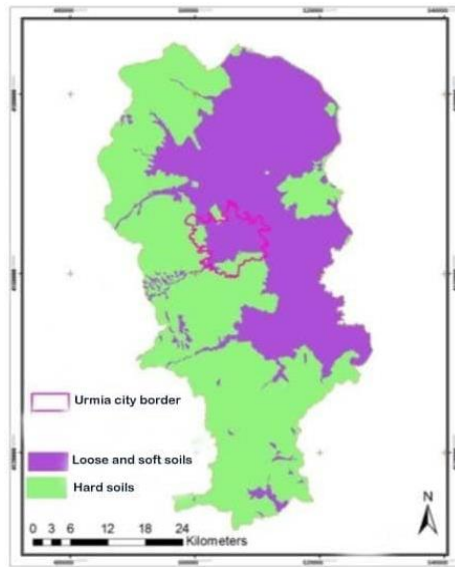 N
Urmia city border
Loose and soft soils
Hard soils
0 3 6 12 18 24
Kilometers